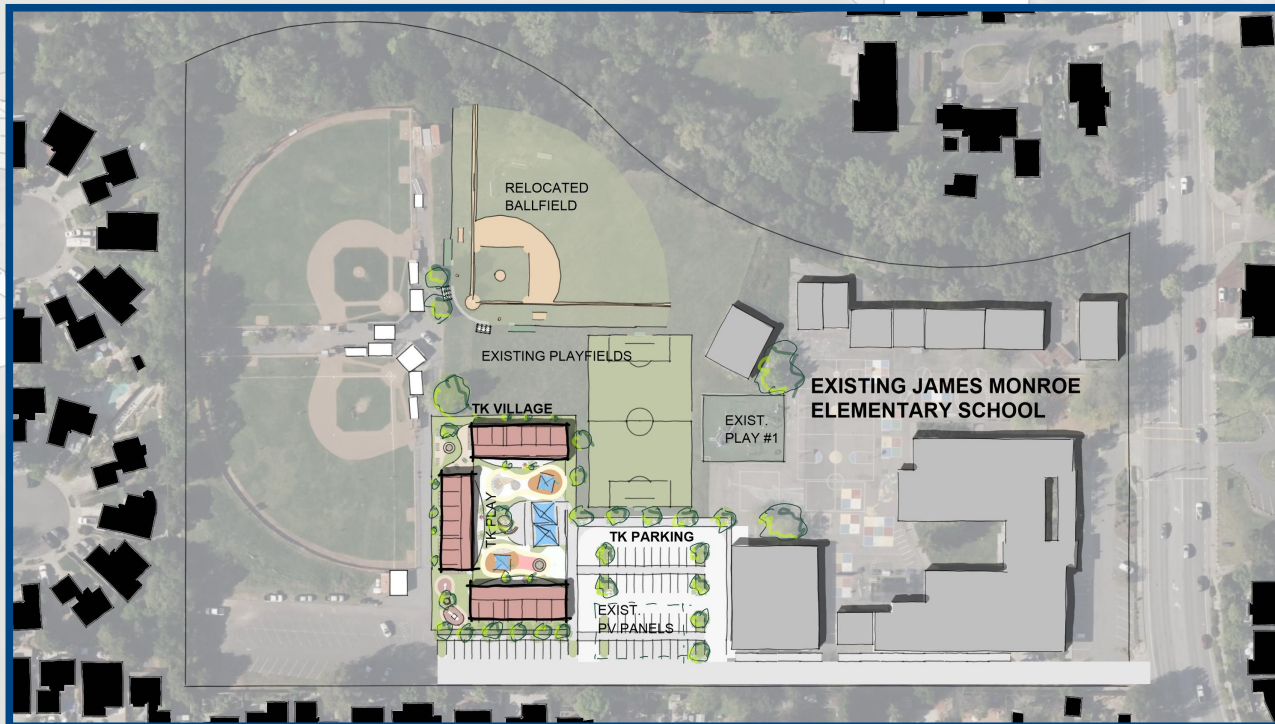 RELOCATED
BALLFIELD
EXISTING PLAYFIELDS
TK VILLAGE
EXIST.
PLAY #1
EXISTING JAMES MONROE
ELEMENTARY SCHOOL
TK PLAY
TK PARKING
EXIST.
PV PANELS